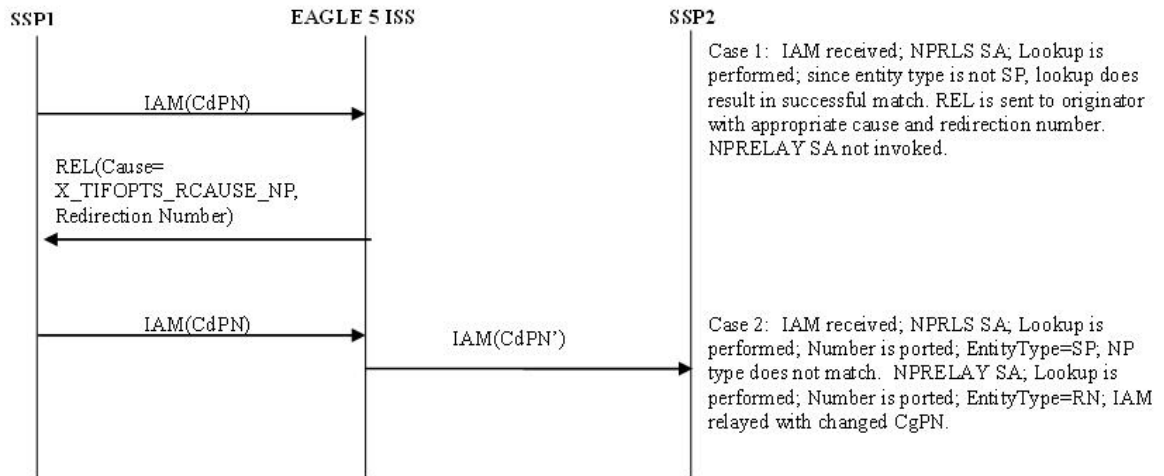 SSP1
EAGLE 5 ISS
SSP2
Case 1: IAM received; NPRLS SA; Lookup is
performed; since entity type is not SP, lookup does
result in successful match. REL is sent to originator
with appropriate cause and redirection number.
NPRELAY SA not invoked.
IAM(CdPN)
REL(Cause=
X_TIFOPTS_RCAUSE_NP,
Redirection Number)
IAM(CdPN)
IAM(CdPN’)
Case 2: IAM received; NPRLS SA; Lookup is
performed; Number is ported; EntityType=SP; NP
type does not match. NPRELAY SA; Lookup is
performed; Number is ported; EntityType=RN; IAM
relayed with changed CgPN.